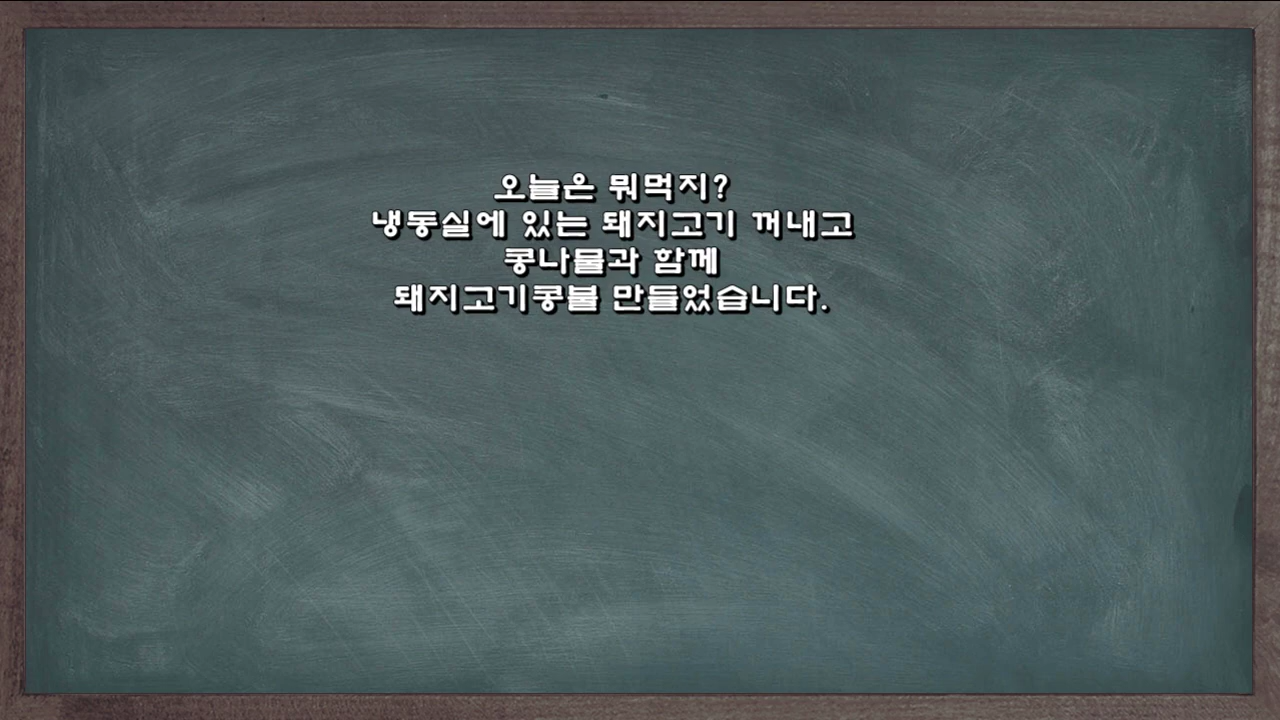 오늘은 뭐먹지?
냉동실에 있는 돼지고기 꺼내고
콩나물과 함께
돼지고기콩불 만들었습니다.